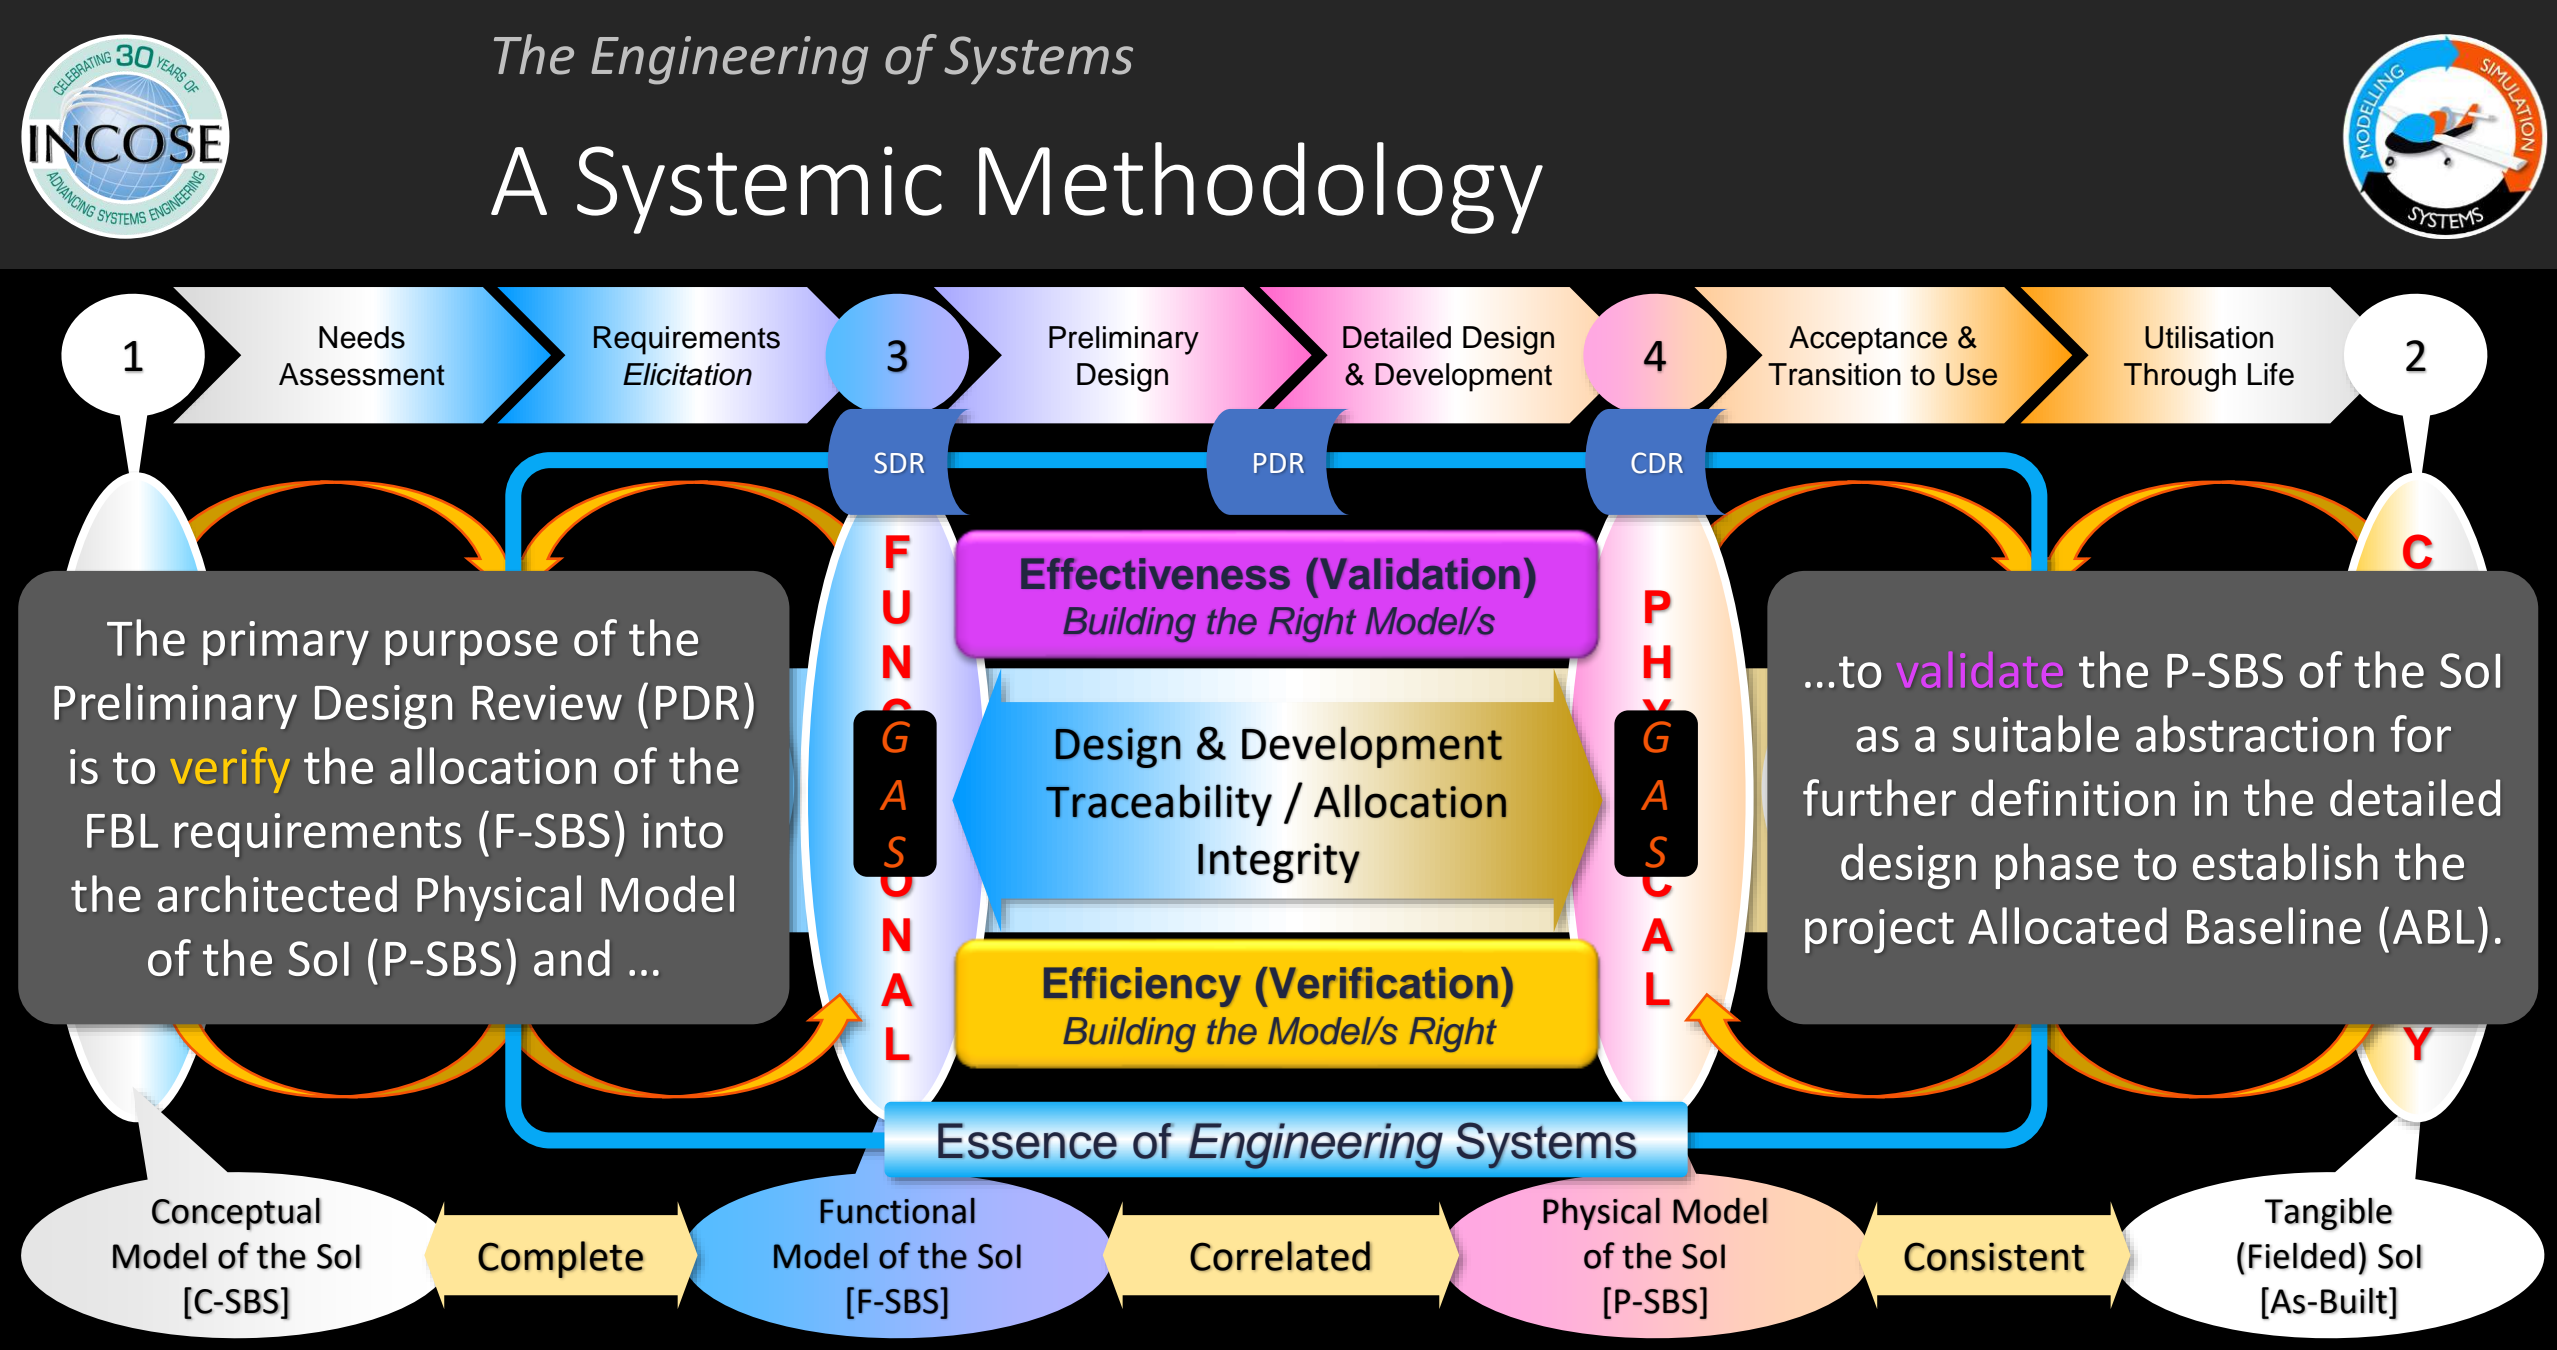 CELEBRATING 30 YEARS OF
INCOSE
ADVANCING SYSTEMS ENGINEERING
The Engineering of Systems
A Systemic Methodology
MODELLING
SIMULATION
SYSTEMS
1
Needs
Assessment
Requirements
Elicitation
3
Preliminary
Design
Detailed Design
& Development
4
Acceptance &
Transition to Use
Utilisation
Through Life
2
SDR
PDR
CDR
The primary purpose of the
Preliminary Design Review (PDR)
is to verify the allocation of the
FBL requirements (F-SBS) into
the architected Physical Model
of the SoI (P-SBS) and ...
F
U
N
G
A
S
O
N
A
L
Effectiveness (Validation)
Building the Right Model/s
Design & Development
Traceability / Allocation
Integrity
Efficiency (Verification)
Building the Model/s Right
P
H
Y
G
A
S
C
A
L
C
Y
...to validate the P-SBS of the SoI
as a suitable abstraction for
further definition in the detailed
design phase to establish the
project Allocated Baseline (ABL).
Essence of Engineering Systems
Conceptual
Model of the SoI
[C-SBS]
Complete
Functional
Model of the SoI
[F-SBS]
Correlated
Physical Model
of the SoI
[P-SBS]
Consistent
Tangible
(Fielded) SoI
[As-Built]